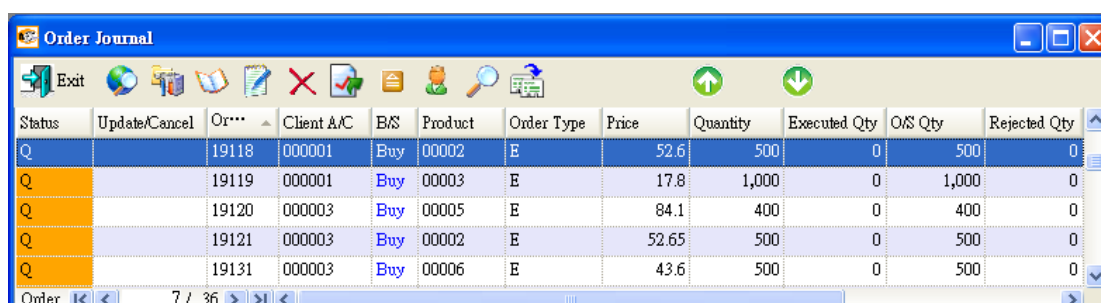 Order Journal
Exit
Status Update/Cancel Or... Client A/C B/S Product Order Type Price Quantity Executed Qty O/S Qty Rejected Qty
Q 19118 000001 Buy 00002 E 52.6 500 0 500 0
Q 19119 000001 Buy 00003 E 17.8 1,000 0 1,000 0
Q 19120 000003 Buy 00005 E 84.1 400 0 400 0
Q 19121 000003 Buy 00002 E 52.65 500 0 500 0
Q 19131 000003 Buy 00006 E 43.6 500 0 500 0
Order 7 / 36